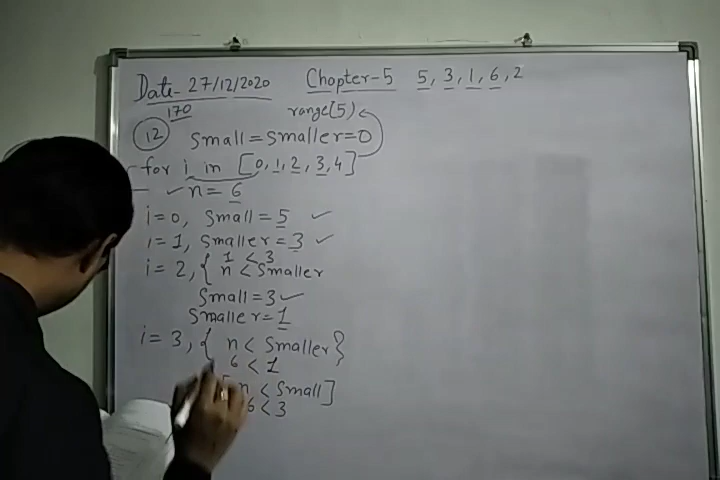 Date- 27/12/2020 Chapter-5 5, 3, 1, 6, 2
170 range(5)
12 Small = Smaller = 0
for i in [0, 1, 2, 3, 4]
n = 6
i=0, Small = 5 ✓
i=1, Smaller = 3 ✓
1 < 3
i=2, { n < Smaller
Small = 3 ✓
Smaller = 1
i=3, { n < Smaller }
6 < 1
[ n < Small ]
6 < 3